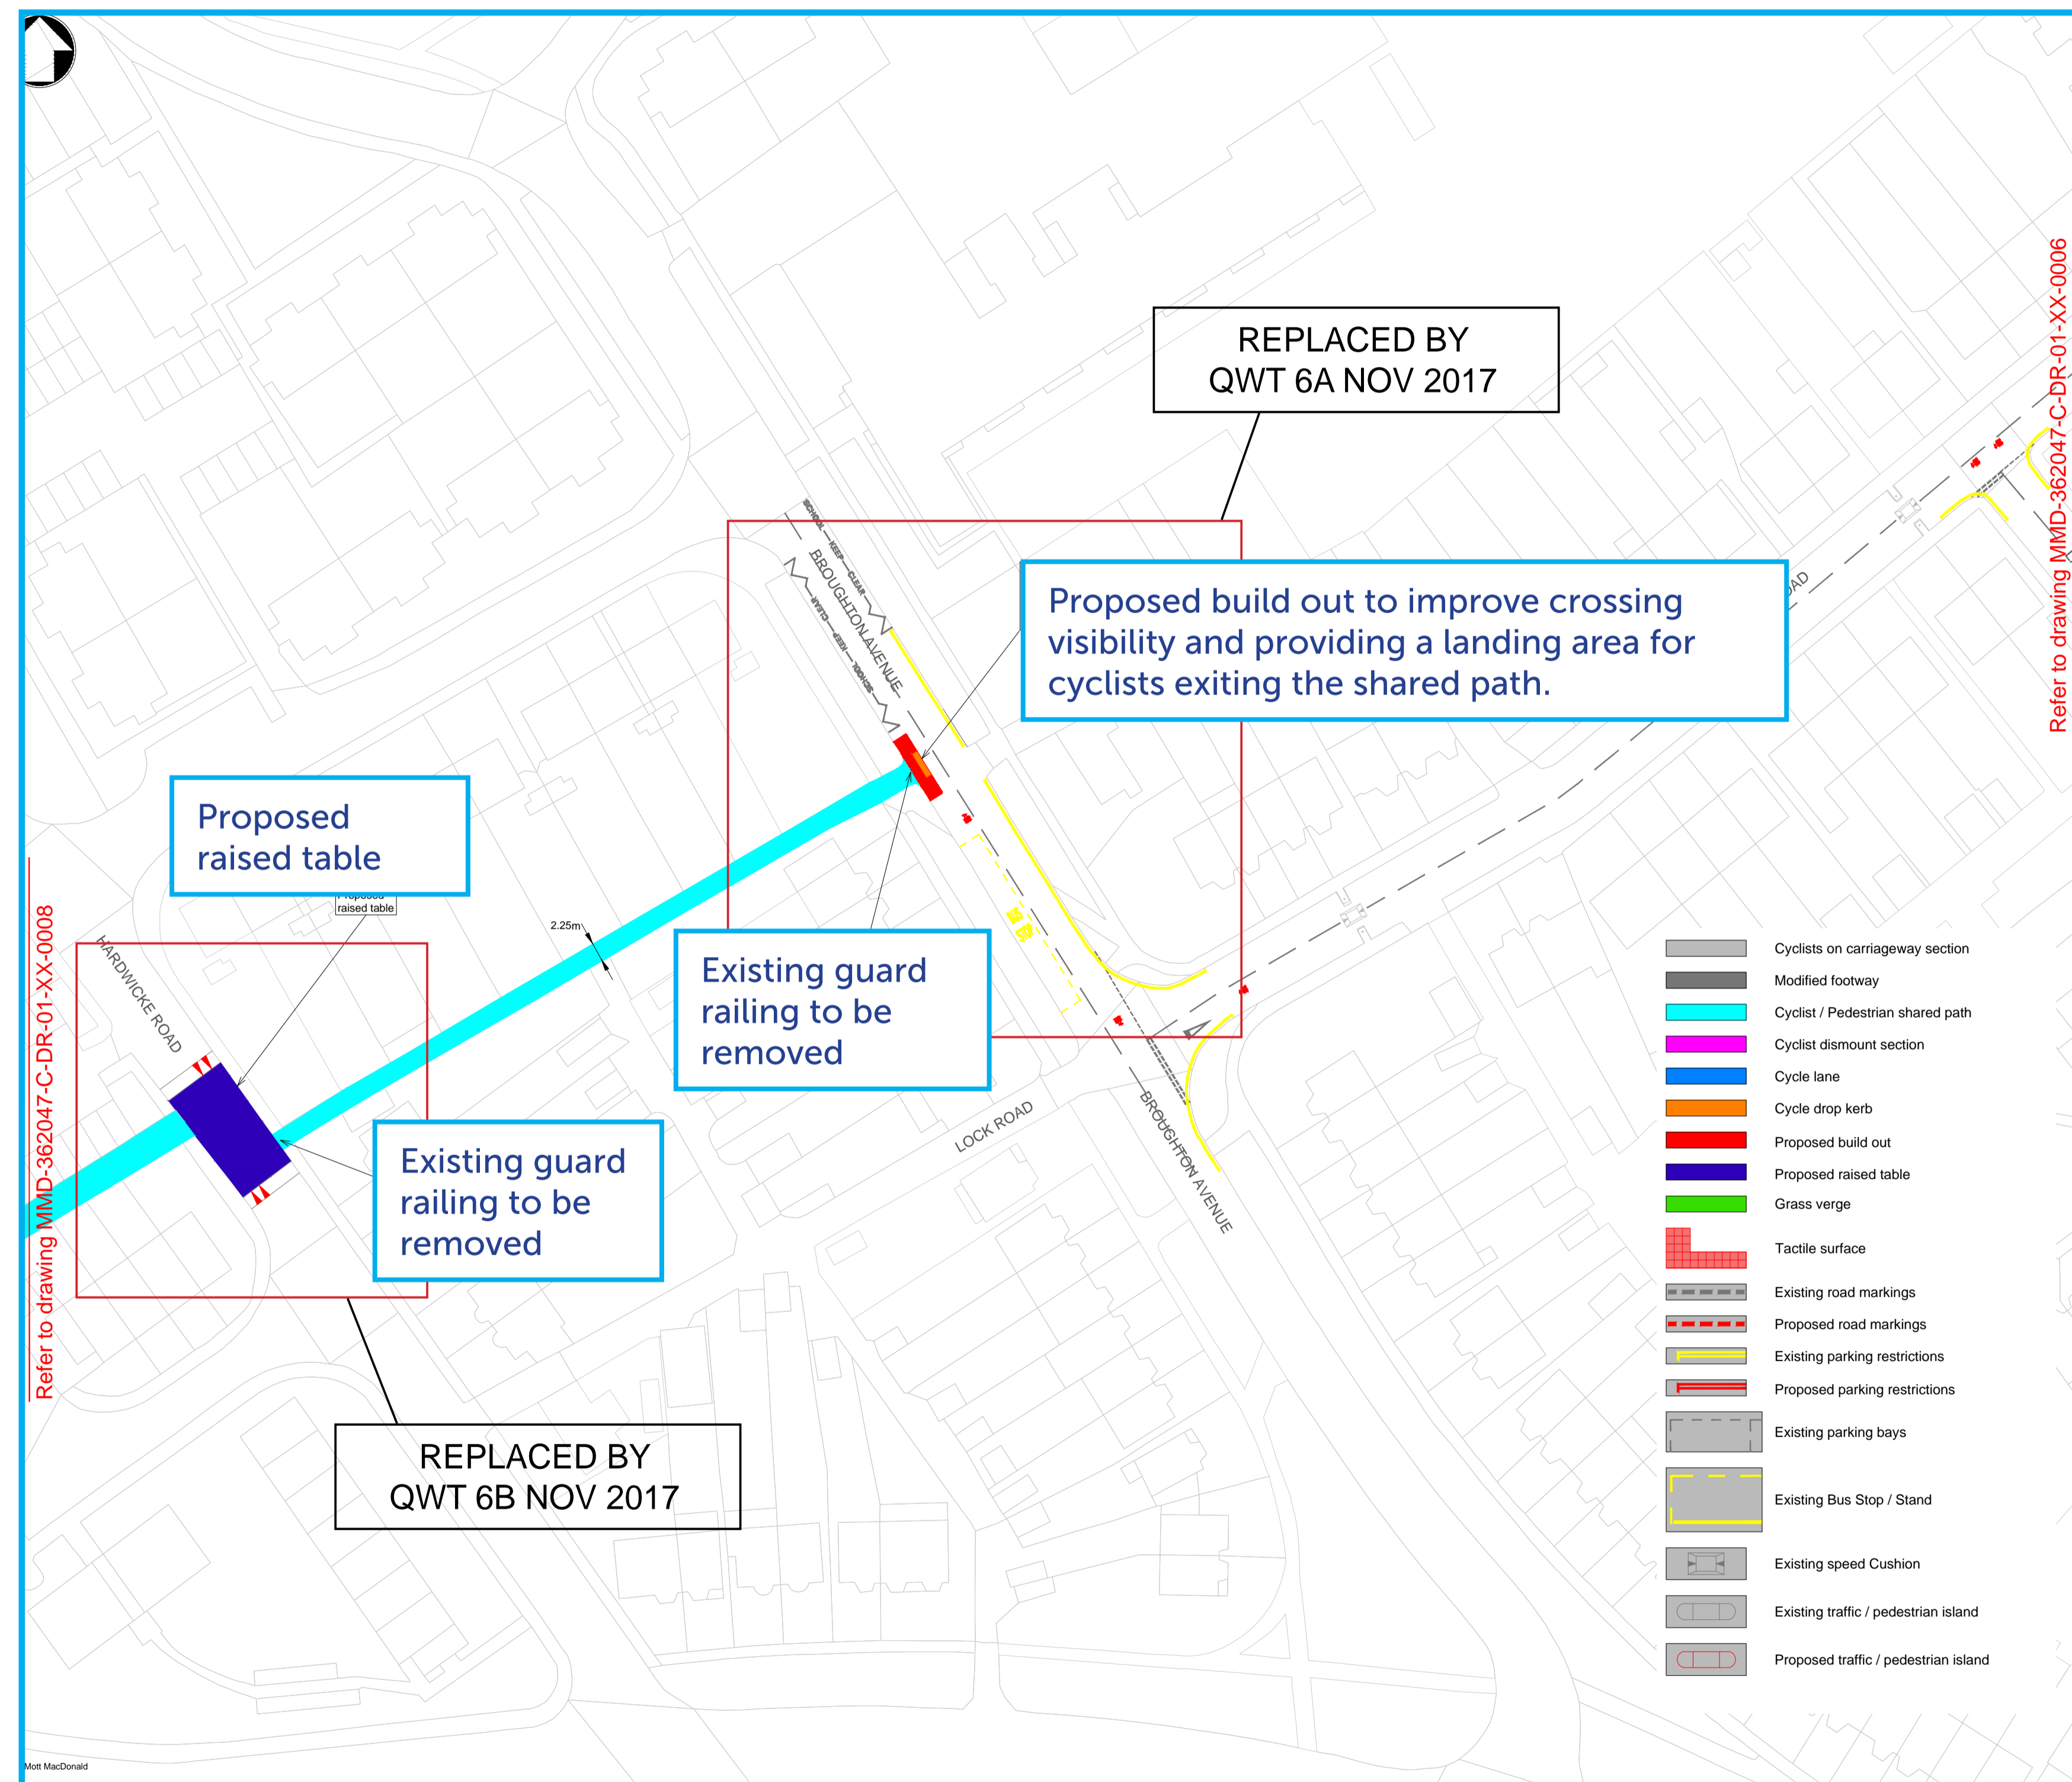 REPLACED BY
QWT 6A NOV 2017
Refer to drawing MMD-362047-C-DR-01-XX-0006
SCHOOL KEEP CLEAR
BROUGHTON AVENUE
SCHOOL KEEP CLEAR
Proposed build out to improve crossing
visibility and providing a landing area for
cyclists exiting the shared path.
Proposed
raised table
raised table
2.25m
Existing guard
railing to be
removed
HARDWICKE ROAD
Refer to drawing MMD-362047-C-DR-01-XX-0008
Existing guard
railing to be
removed
LOCK ROAD
BROUGHTON AVENUE
REPLACED BY
QWT 6B NOV 2017
Cyclists on carriageway section
Modified footway
Cyclist / Pedestrian shared path
Cyclist dismount section
Cycle lane
Cycle drop kerb
Proposed build out
Proposed raised table
Grass verge
Tactile surface
Existing road markings
Proposed road markings
Existing parking restrictions
Proposed parking restrictions
Existing parking bays
Existing Bus Stop / Stand
Existing speed Cushion
Existing traffic / pedestrian island
Proposed traffic / pedestrian island
Mott MacDonald